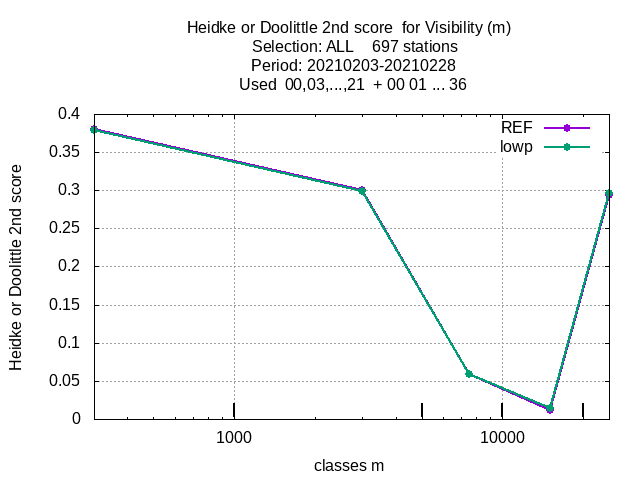 Heidke or Doolittle 2nd score  for Visibility (m)
Selection: ALL    697 stations
Period: 20210203-20210228
Used  00,03,...,21  + 00 01 ... 36
REF
lowp
0.4
0.35
0.3
0.25
0.2
0.15
0.1
0.05
0
Heidke or Doolittle 2nd score
1000
10000
classes m